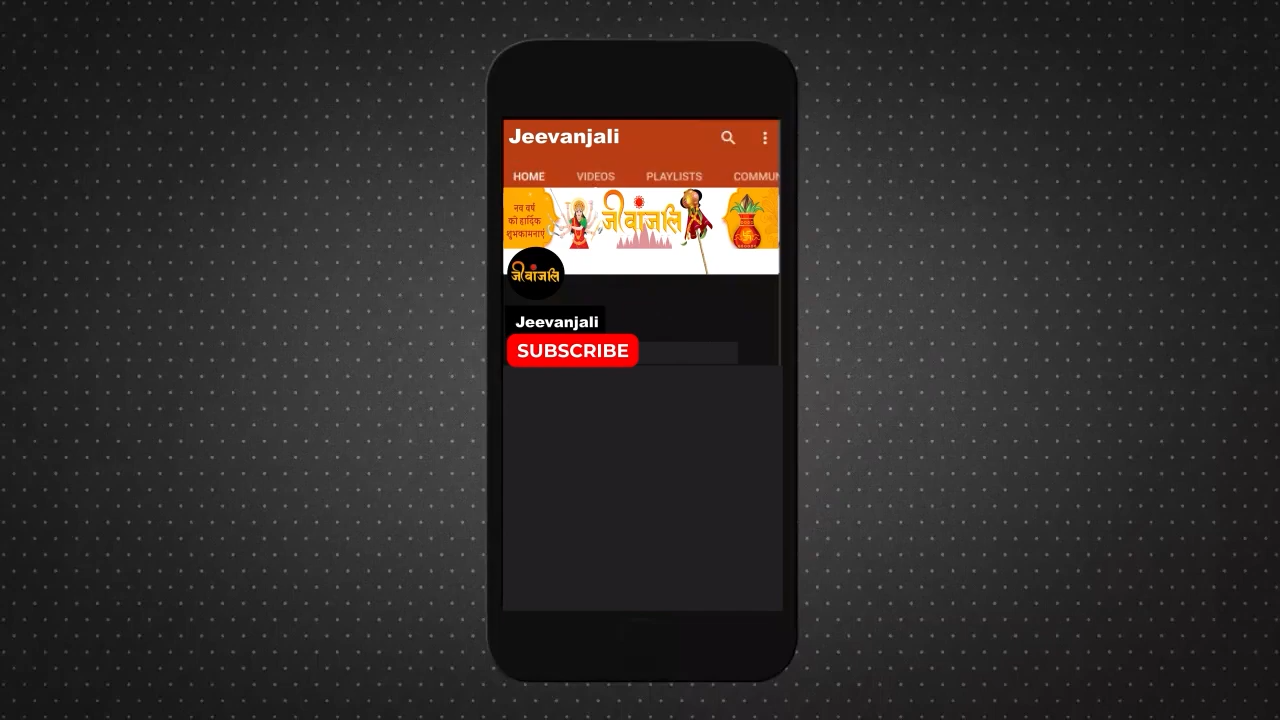 Jeevanjali
HOME VIDEOS PLAYLISTS COMMUN
नव वर्ष
की हार्दिक
शुभकामनाएं
जीवांजलि
जीवांजलि
Jeevanjali
SUBSCRIBE